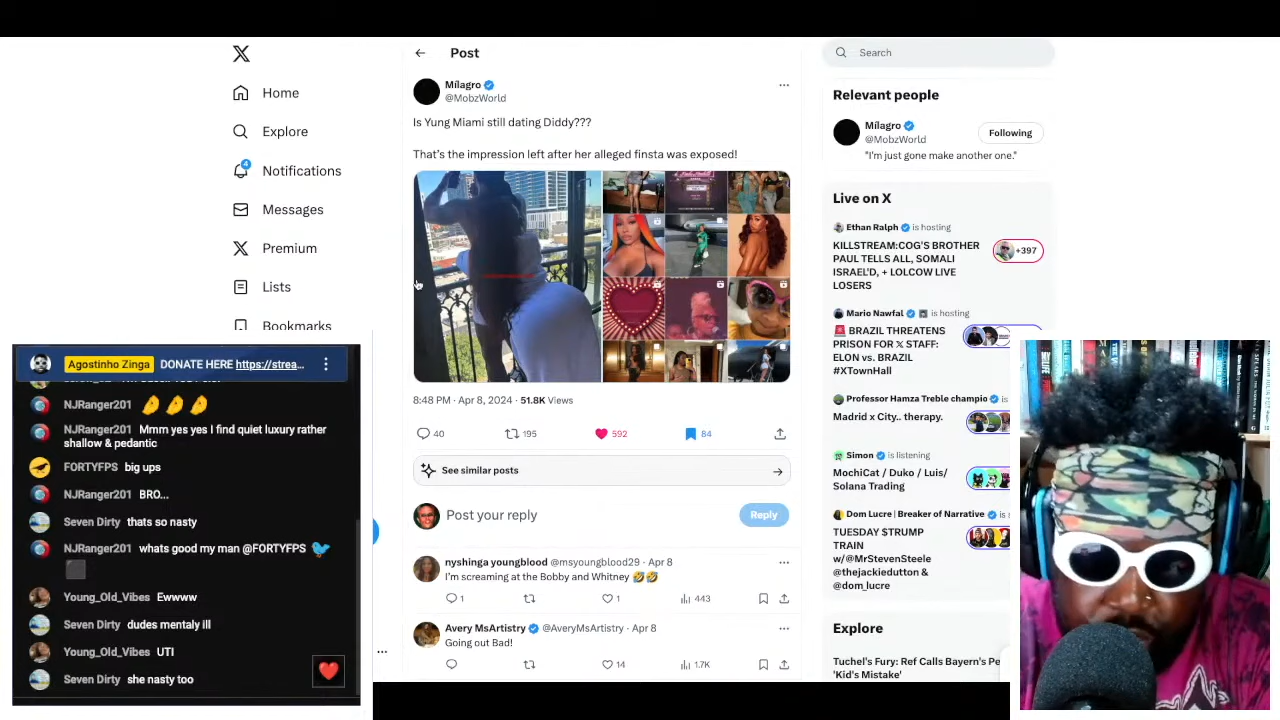 Home
Explore
4
Notifications
Messages
Premium
Lists
Bookmarks
Post
Mílagro
@MobzWorld
Is Yung Miami still dating Diddy???
That's the impression left after her alleged finsta was exposed!
8:48 PM · Apr 8, 2024 · 51.8K Views
40
195
592
84
See similar posts
Post your reply
Reply
nyshinga youngblood @msyoungblood29 · Apr 8
I'm screaming at the Bobby and Whitney 🤣🤣
1
1
443
Avery MsArtistry @AveryMsArtistry · Apr 8
Going out Bad!
14
1.7K
Search
Relevant people
Mílagro
@MobzWorld
Following
"I'm just gone make another one."
Live on X
Ethan Ralph is hosting
KILLSTREAM:COG'S BROTHER
PAUL TELLS ALL, SOMALI
ISRAEL'D, + LOLCOW LIVE
LOSERS
+397
Mario Nawfal is hosting
🚨 BRAZIL THREATENS
PRISON FOR 𝕏 STAFF:
ELON vs. BRAZIL
#XTownHall
Professor Hamza Treble champio is
Madrid x City.. therapy.
Simon is listening
MochiCat / Duko / Luis/
Solana Trading
Dom Lucre | Breaker of Narrative is
TUESDAY $TRUMP
TRAIN
w/@MrStevenSteele
@thejackiedutton &
@dom_lucre
Explore
Tuchel's Fury: Ref Calls Bayern's Pe
'Kid's Mistake'
Agostinho Zinga DONATE HERE https://strea...
NJRanger201 🤌🤌🤌
NJRanger201 Mmm yes yes I find quiet luxury rather
shallow & pedantic
FORTYFPS big ups
NJRanger201 BRO...
Seven Dirty thats so nasty
NJRanger201 whats good my man @FORTYFPS 🐦
Young_Old_Vibes Ewwww
Seven Dirty dudes mentaly ill
Young_Old_Vibes UTI
Seven Dirty she nasty too